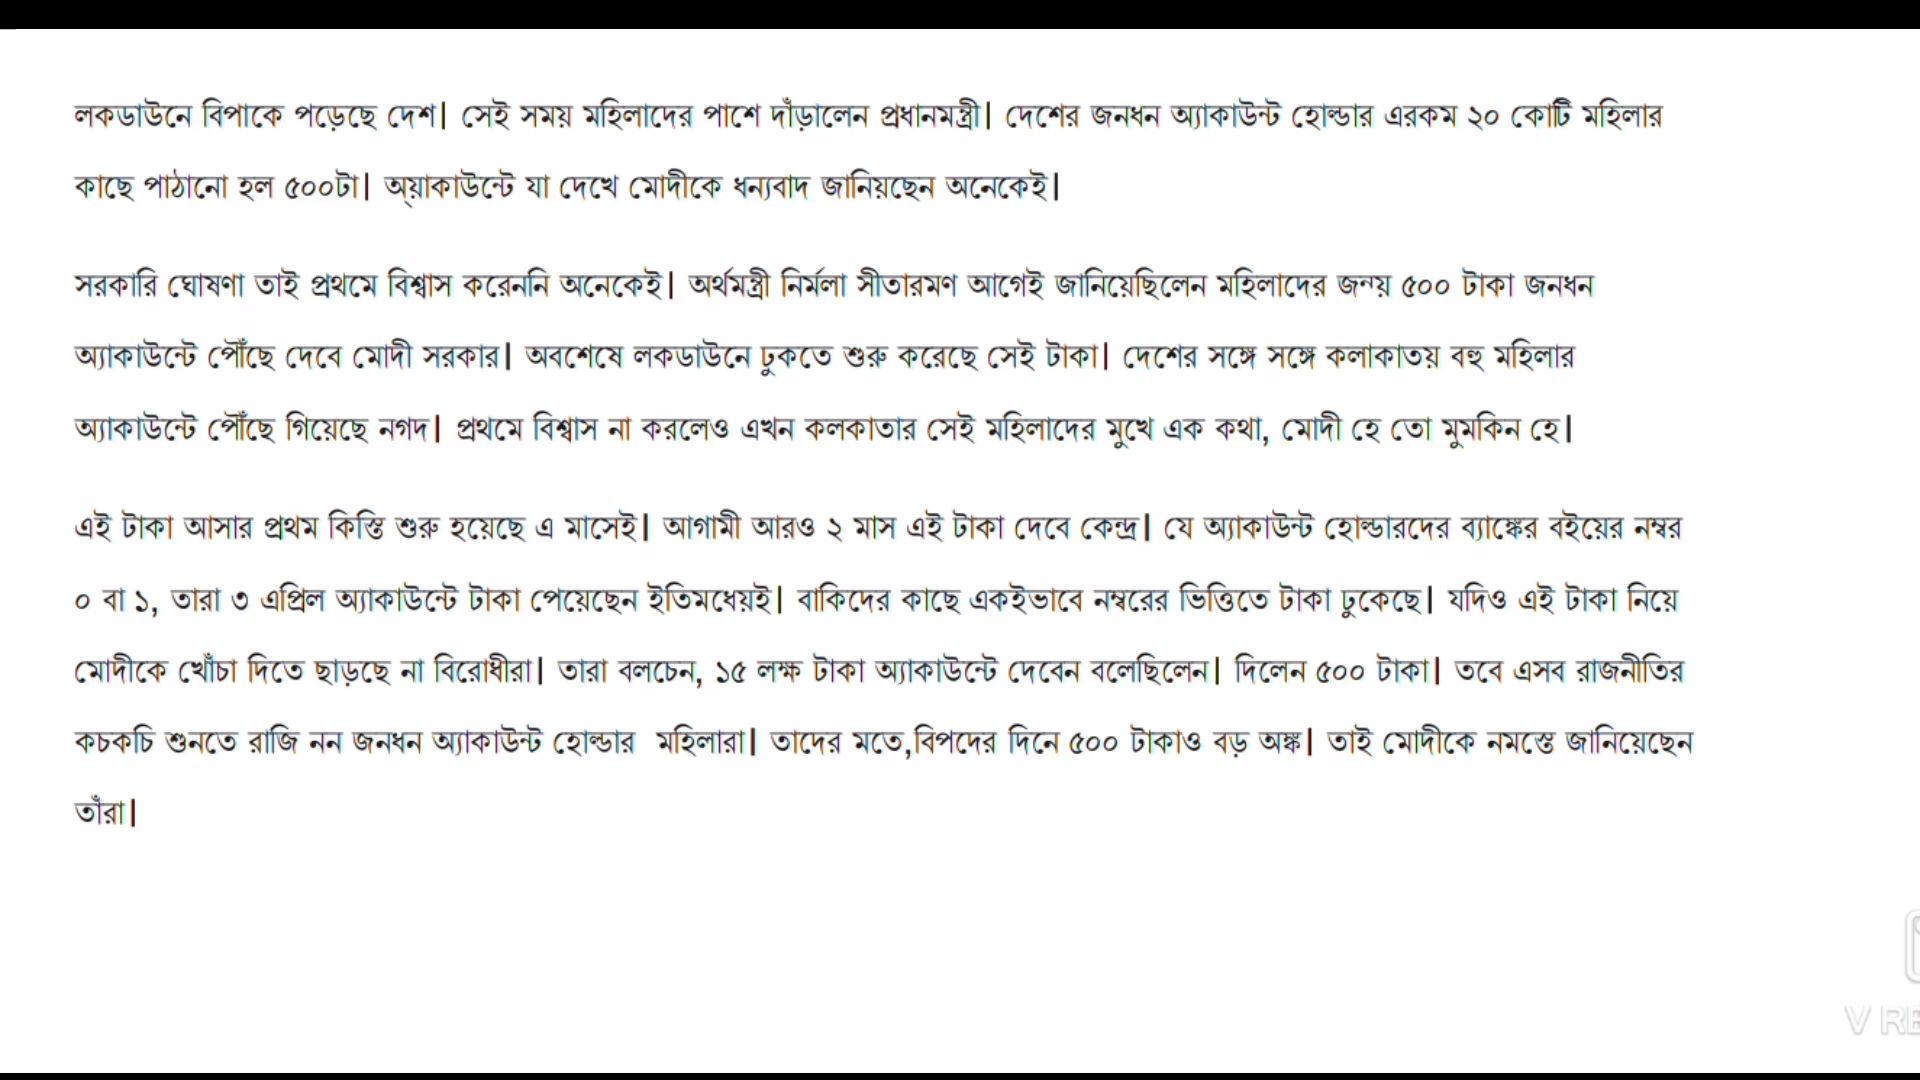 লকডাউনে বিপাকে পড়েছে দেশ| সেই সময় মহিলাদের পাশে দাঁড়ালেন প্রধানমন্ত্রী| দেশের জনধন অ্যাকাউন্ট হোল্ডার এরকম ২০ কোটি মহিলার
কাছে পাঠানো হল ৫০০টা| অ্য়াকাউন্টে যা দেখে মোদীকে ধন্যবাদ জানিয়ছেন অনেকেই|
সরকারি ঘোষণা তাই প্রথমে বিশ্বাস করেননি অনেকেই| অর্থমন্ত্রী নির্মলা সীতারমণ আগেই জানিয়েছিলেন মহিলাদের জন্য় ৫০০ টাকা জনধন
অ্যাকাউন্টে পৌঁছে দেবে মোদী সরকার| অবশেষে লকডাউনে ঢুকতে শুরু করেছে সেই টাকা| দেশের সঙ্গে সঙ্গে কলাকাতয় বহু মহিলার
অ্যাকাউন্টে পৌঁছে গিয়েছে নগদ| প্রথমে বিশ্বাস না করলেও এখন কলকাতার সেই মহিলাদের মুখে এক কথা, মোদী হে তো মুমকিন হে|
এই টাকা আসার প্রথম কিস্তি শুরু হয়েছে এ মাসেই| আগামী আরও ২ মাস এই টাকা দেবে কেন্দ্র| যে অ্যাকাউন্ট হোল্ডারদের ব্যাঙ্কের বইয়ের নম্বর
০ বা ১, তারা ৩ এপ্রিল অ্যাকাউন্টে টাকা পেয়েছেন ইতিমধ্যেয়ই| বাকিদের কাছে একইভাবে নম্বরের ভিত্তিতে টাকা ঢুকেছে| যদিও এই টাকা নিয়ে
মোদীকে খোঁচা দিতে ছাড়ছে না বিরোধীরা| তারা বলচেন, ১৫ লক্ষ টাকা অ্যাকাউন্টে দেবেন বলেছিলেন| দিলেন ৫০০ টাকা| তবে এসব রাজনীতির
কচকচি শুনতে রাজি নন জনধন অ্যাকাউন্ট হোল্ডার মহিলারা| তাদের মতে,বিপদের দিনে ৫০০ টাকাও বড় অঙ্ক| তাই মোদীকে নমস্তে জানিয়েছেন
তাঁরা|